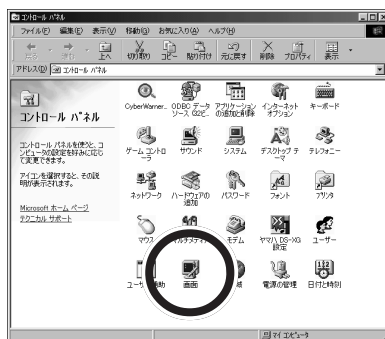 コントロール パネル
ファイル(F) 編集(E) 表示(V) 移動(G) お気に入り(A) ヘルプ(H)
上へ 切り取り コピー 貼り付け 元に戻す 削除 プロパティ 表示
アドレス(D) コントロール パネル
コントロール パネル
コントロール パネルを使うと、コンピュータの設定を好みに応じて変更できます。
アイコンを選択すると、その説明が表示されます。
Microsoft ホーム ページ
テクニカル サポート
CyberWarner... ODBC データ ソース (32ビ... アプリケーションの追加と削除 インターネット オプション キーボード
ゲーム コントローラ サウンド システム デスクトップ テーマ テレフォニー
ネットワーク ハードウェアの追加 パスワード フォント プリンタ
マウス マルチメディア モデム ヤマハ DS-XG 設定 ユーザー
画面 電源の管理 日付と時刻
マイ コンピュータ